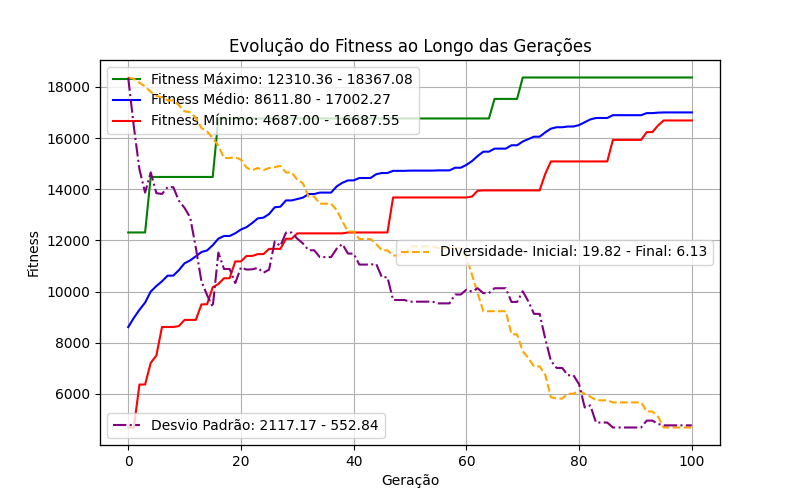 Evolução do Fitness ao Longo das Gerações
Fitness Máximo: 12310.36 - 18367.08
Fitness Médio: 8611.80 - 17002.27
Fitness Mínimo: 4687.00 - 16687.55
Diversidade- Inicial: 19.82 - Final: 6.13
Desvio Padrão: 2117.17 - 552.84
Fitness
18000
16000
14000
12000
10000
8000
6000
0 20 40 60 80 100
Geração